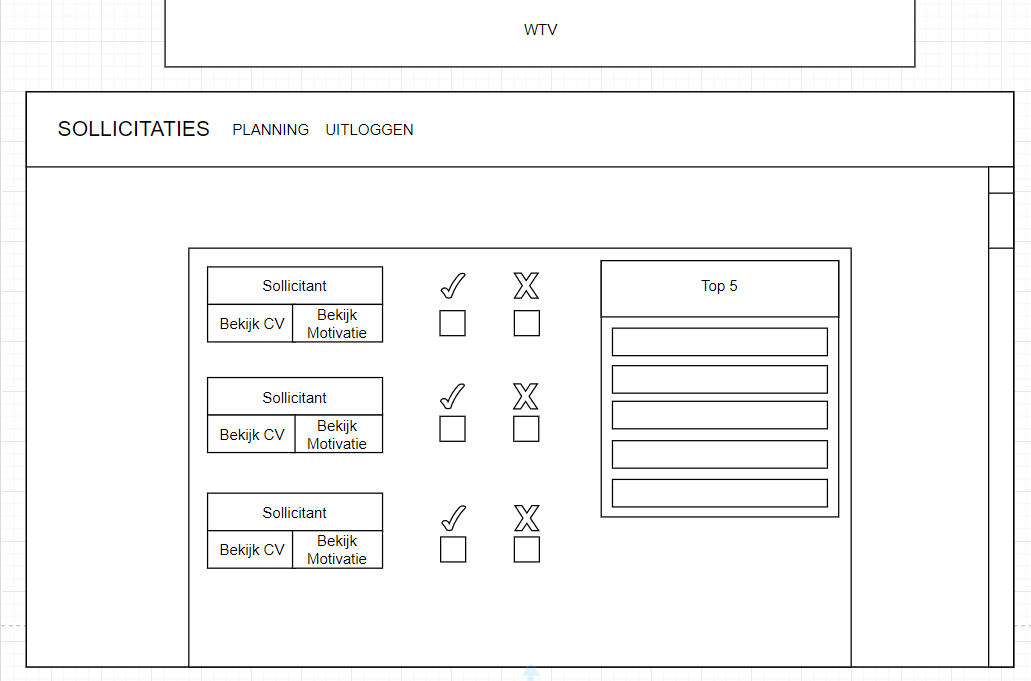 WTV
SOLLICITATIES PLANNING UITLOGGEN
Sollicitant
Bekijk CV
Bekijk
Motivatie
Top 5
Sollicitant
Bekijk CV
Bekijk
Motivatie
Sollicitant
Bekijk CV
Bekijk
Motivatie